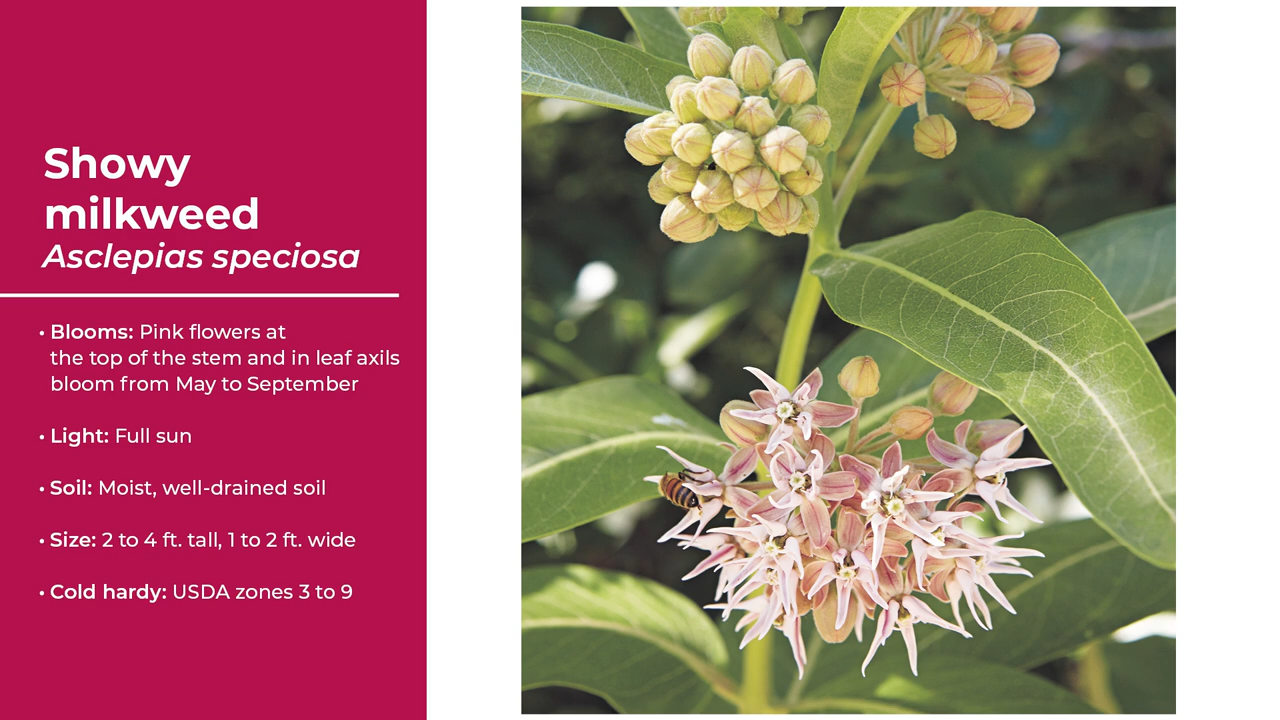 Showy
milkweed
Asclepias speciosa
• Blooms: Pink flowers at
the top of the stem and in leaf axils
bloom from May to September
• Light: Full sun
• Soil: Moist, well-drained soil
• Size: 2 to 4 ft. tall, 1 to 2 ft. wide
• Cold hardy: USDA zones 3 to 9